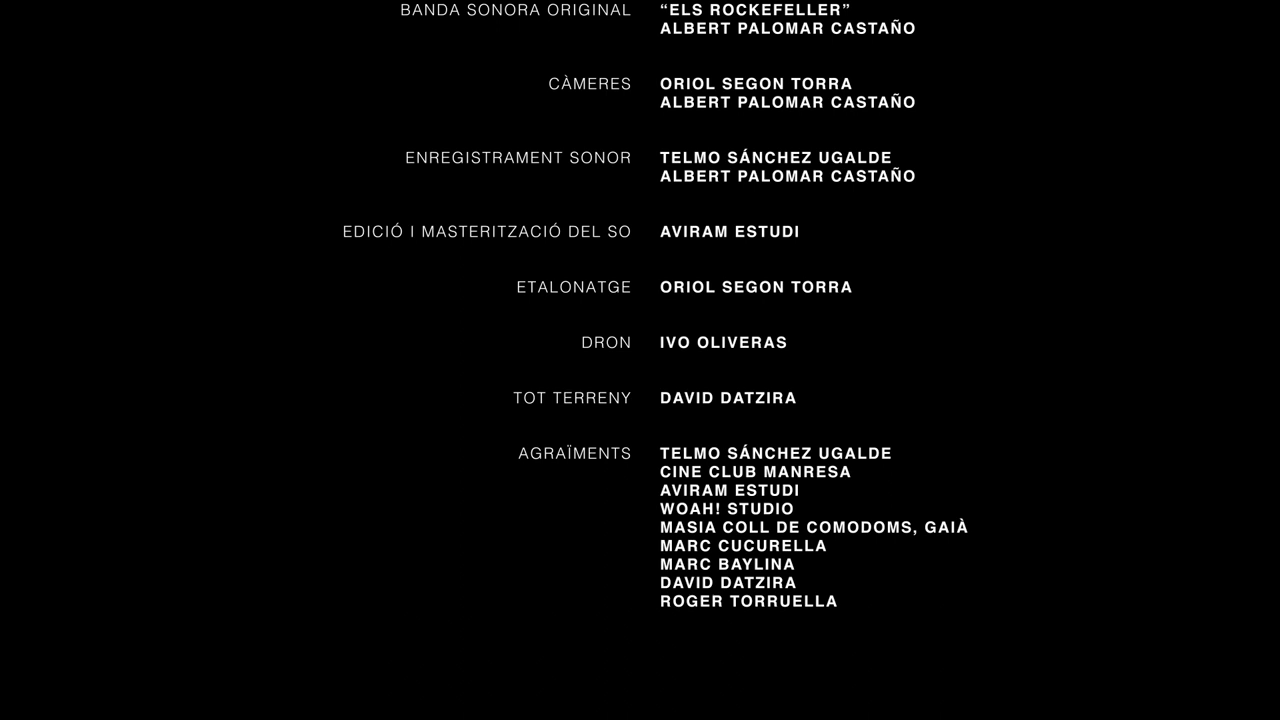 BANDA SONORA ORIGINAL “ELS ROCKEFELLER”
ALBERT PALOMAR CASTAÑO
CÀMERES ORIOL SEGON TORRA
ALBERT PALOMAR CASTAÑO
ENREGISTRAMENT SONOR TELMO SÁNCHEZ UGALDE
ALBERT PALOMAR CASTAÑO
EDICIÓ I MASTERITZACIÓ DEL SO AVIRAM ESTUDI
ETALONATGE ORIOL SEGON TORRA
DRON IVO OLIVERAS
TOT TERRENY DAVID DATZIRA
AGRAÏMENTS TELMO SÁNCHEZ UGALDE
CINE CLUB MANRESA
AVIRAM ESTUDI
WOAH! STUDIO
MASIA COLL DE COMODOMS, GAIÀ
MARC CUCURELLA
MARC BAYLINA
DAVID DATZIRA
ROGER TORRUELLA